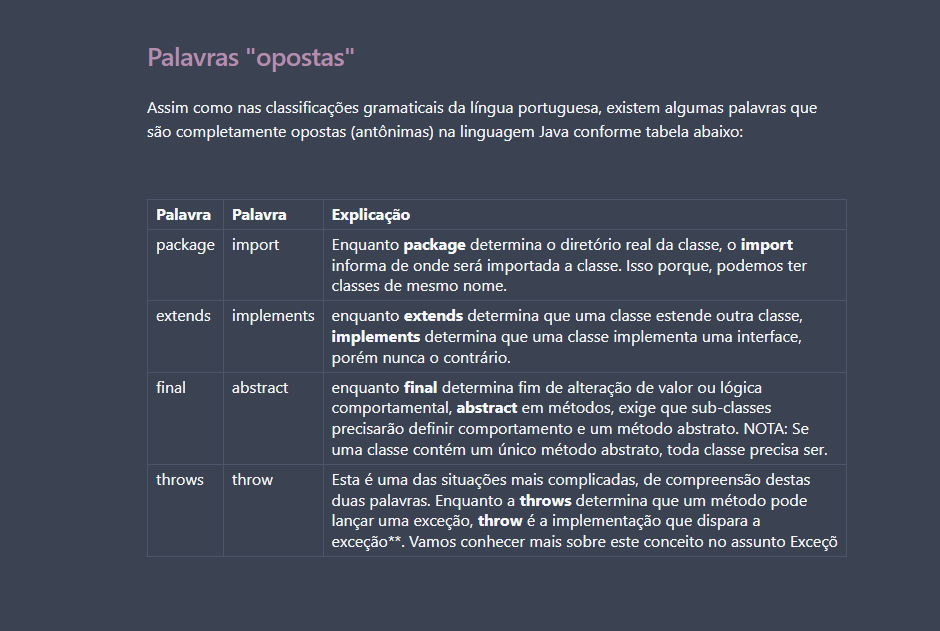 Palavras "opostas"
Assim como nas classificações gramaticais da língua portuguesa, existem algumas palavras que
são completamente opostas (antônimas) na linguagem Java conforme tabela abaixo:
Palavra Palavra Explicação
package import Enquanto package determina o diretório real da classe, o import
informa de onde será importada a classe. Isso porque, podemos ter
classes de mesmo nome.
extends implements enquanto extends determina que uma classe estende outra classe,
implements determina que uma classe implementa uma interface,
porém nunca o contrário.
final abstract enquanto final determina fim de alteração de valor ou lógica
comportamental, abstract em métodos, exige que sub-classes
precisarão definir comportamento e um método abstrato. NOTA: Se
uma classe contém um único método abstrato, toda classe precisa ser.
throws throw Esta é uma das situações mais complicadas, de compreensão destas
duas palavras. Enquanto a throws determina que um método pode
lançar uma exceção, throw é a implementação que dispara a
exceção**. Vamos conhecer mais sobre este conceito no assunto Exceçõ